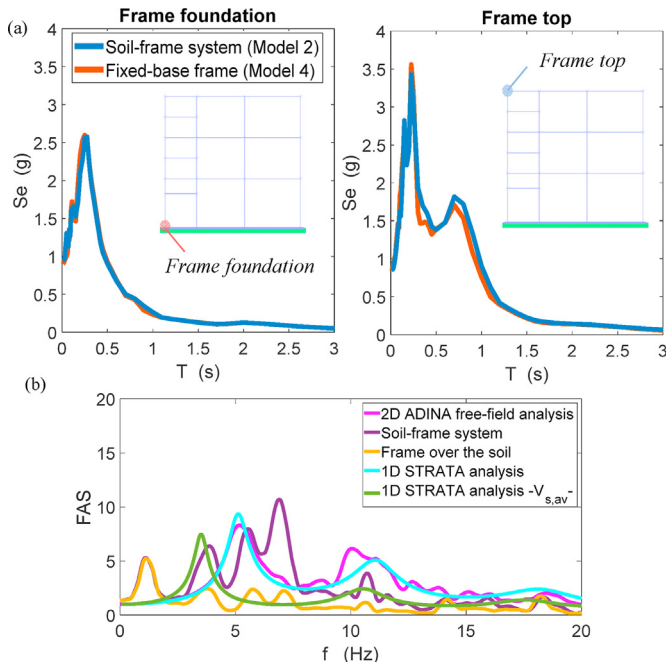 (a)
Frame foundation
Soil-frame system (Model 2)
Fixed-base frame (Model 4)
Se (g)
4
3.5
3
2.5
2
1.5
1
0.5
0
Frame foundation
0 0.5 1 1.5 2 2.5 3
T (s)
Frame top
Frame top
Se (g)
4
3.5
3
2.5
2
1.5
1
0.5
0
0 0.5 1 1.5 2 2.5 3
T (s)
(b)
2D ADINA free-field analysis
Soil-frame system
Frame over the soil
1D STRATA analysis
1D STRATA analysis -Vs,av-
FAS
20
15
10
5
0
0 5 10 15 20
f (Hz)